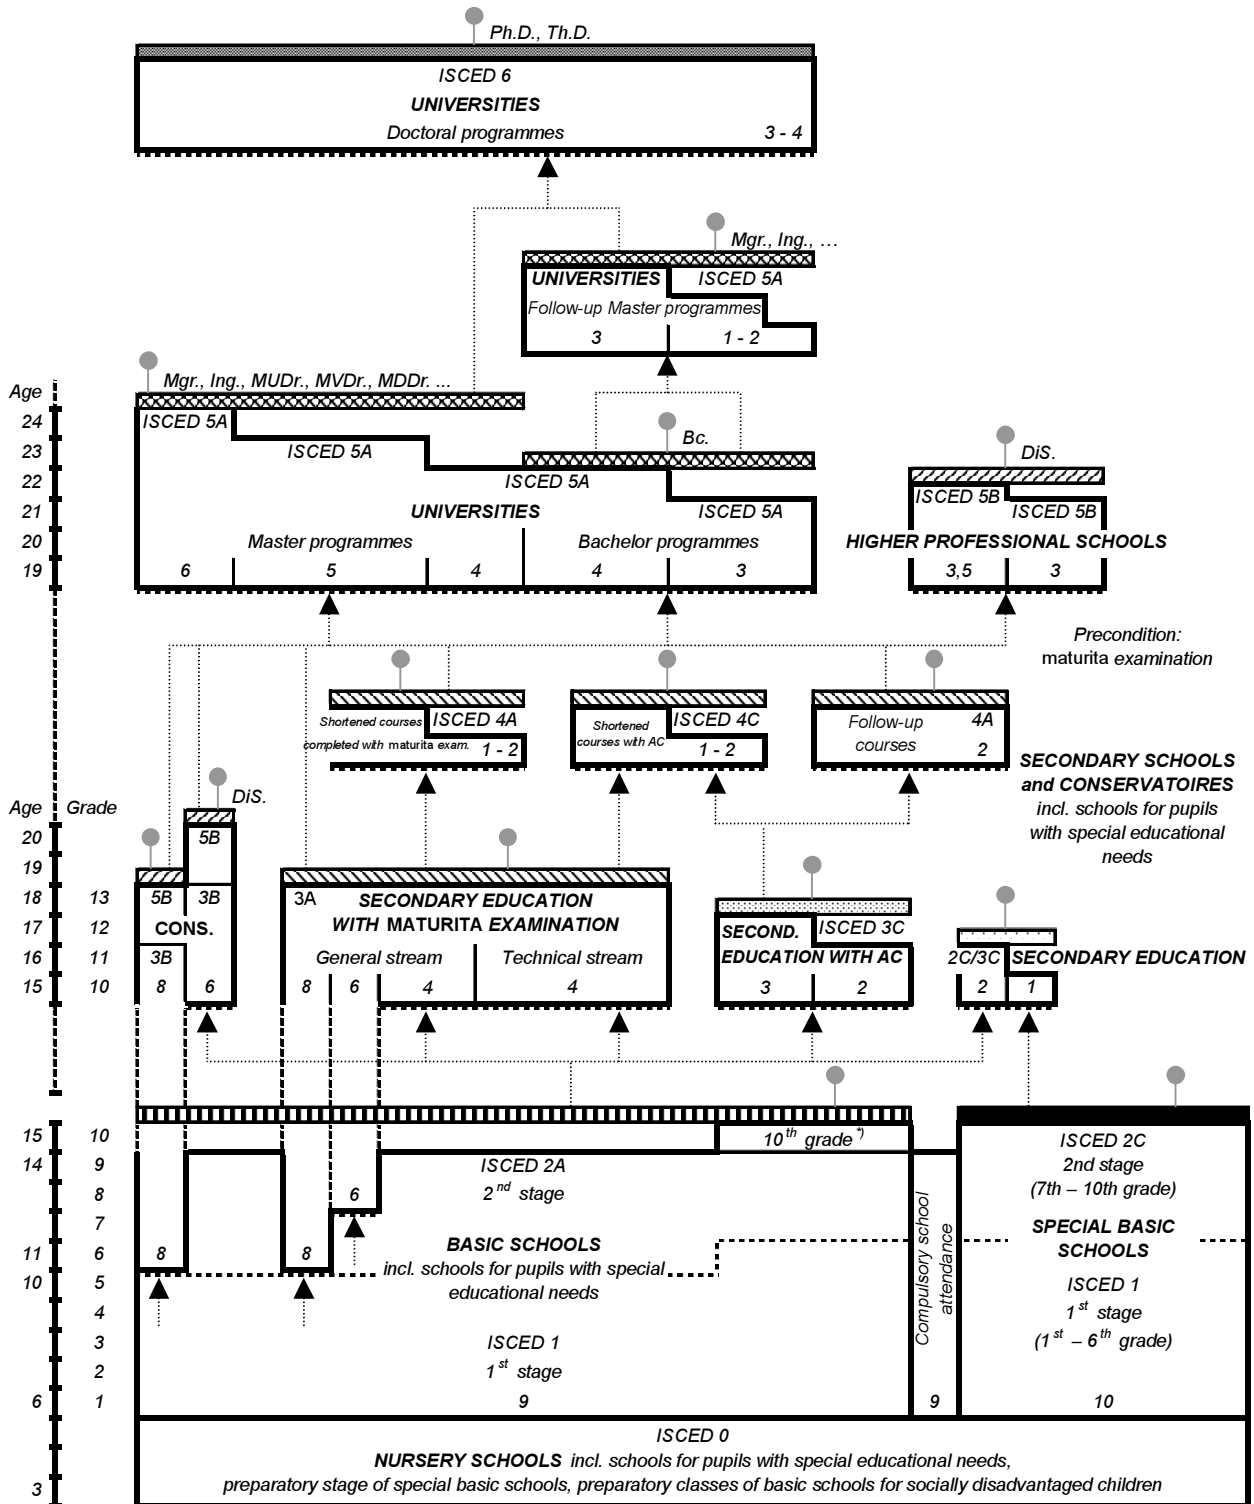 Ph.D., Th.D.
ISCED 6
UNIVERSITIES
Doctoral programmes 3 - 4
Mgr., Ing., ...
UNIVERSITIES ISCED 5A
Follow-up Master programmes
3 1 - 2
Mgr., Ing., MUDr., MVDr., MDDr. ...
Age
24 ISCED 5A
23 ISCED 5A Bc. DiS.
22 ISCED 5A ISCED 5B
21 UNIVERSITIES ISCED 5A ISCED 5B
20 Master programmes Bachelor programmes HIGHER PROFESSIONAL SCHOOLS
19 6 5 4 4 3 3,5 3
Precondition:
maturita examination
Shortened courses
completed with maturita exam.
ISCED 4A
1 - 2
Shortened
courses with AC
ISCED 4C
1 - 2
Follow-up 4A
courses 2
SECONDARY SCHOOLS
and CONSERVATOIRES
incl. schools for pupils
with special educational
needs
Age Grade DiS.
20 5B
19
18 13 5B 3B 3A SECONDARY EDUCATION
17 12 CONS. WITH MATURITA EXAMINATION SECOND. ISCED 3C
16 11 3B General stream Technical stream EDUCATION WITH AC 2C/3C SECONDARY EDUCATION
15 10 8 6 8 6 4 4 3 2 2 1
15 10 10th grade *) ISCED 2C
14 9 ISCED 2A 2nd stage
8 6 2nd stage (7th – 10th grade)
7 SPECIAL BASIC
11 6 8 8 BASIC SCHOOLS SCHOOLS
10 5 incl. schools for pupils with special
educational needs
ISCED 1
4 1st stage
3 ISCED 1 (1st – 6th grade)
2 1st stage
Compulsory school
attendance
6 1 9 9 10
ISCED 0
NURSERY SCHOOLS incl. schools for pupils with special educational needs,
3 preparatory stage of special basic schools, preparatory classes of basic schools for socially disadvantaged children